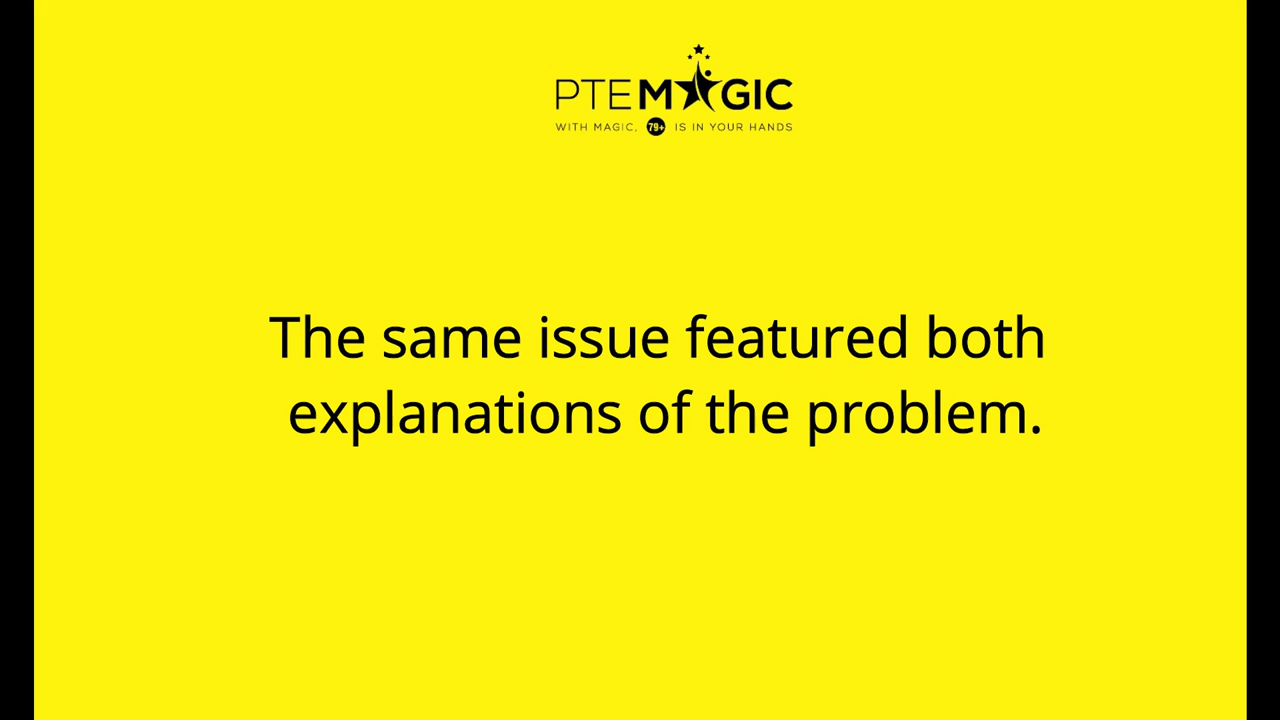 PTEMAGIC
WITH MAGIC, 79+ IS IN YOUR HANDS
The same issue featured both
explanations of the problem.